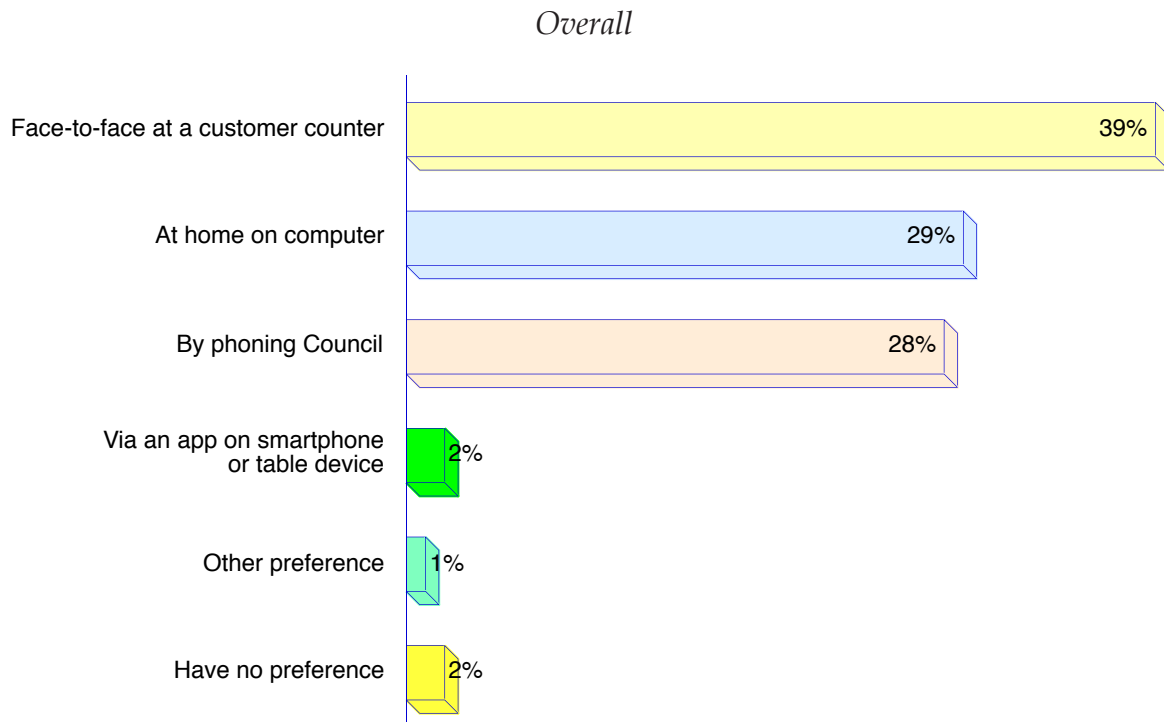 Overall
Face-to-face at a customer counter
39%
At home on computer
29%
By phoning Council
28%
Via an app on smartphone
or table device
2%
Other preference
1%
Have no preference
2%